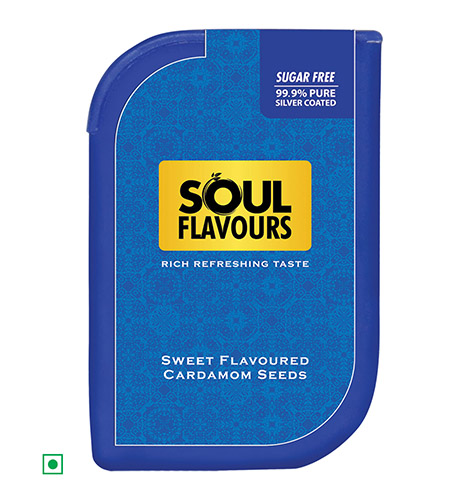 SUGAR FREE
99.9% PURE
SILVER COATED
SOUL
FLAVOURS
RICH REFRESHING TASTE
SWEET FLAVOURED
CARDAMOM SEEDS